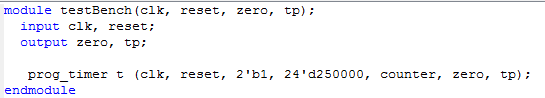 module testBench(clk, reset, zero, tp);
input clk, reset;
output zero, tp;
prog_timer t (clk, reset, 2'b1, 24'd250000, counter, zero, tp);
endmodule